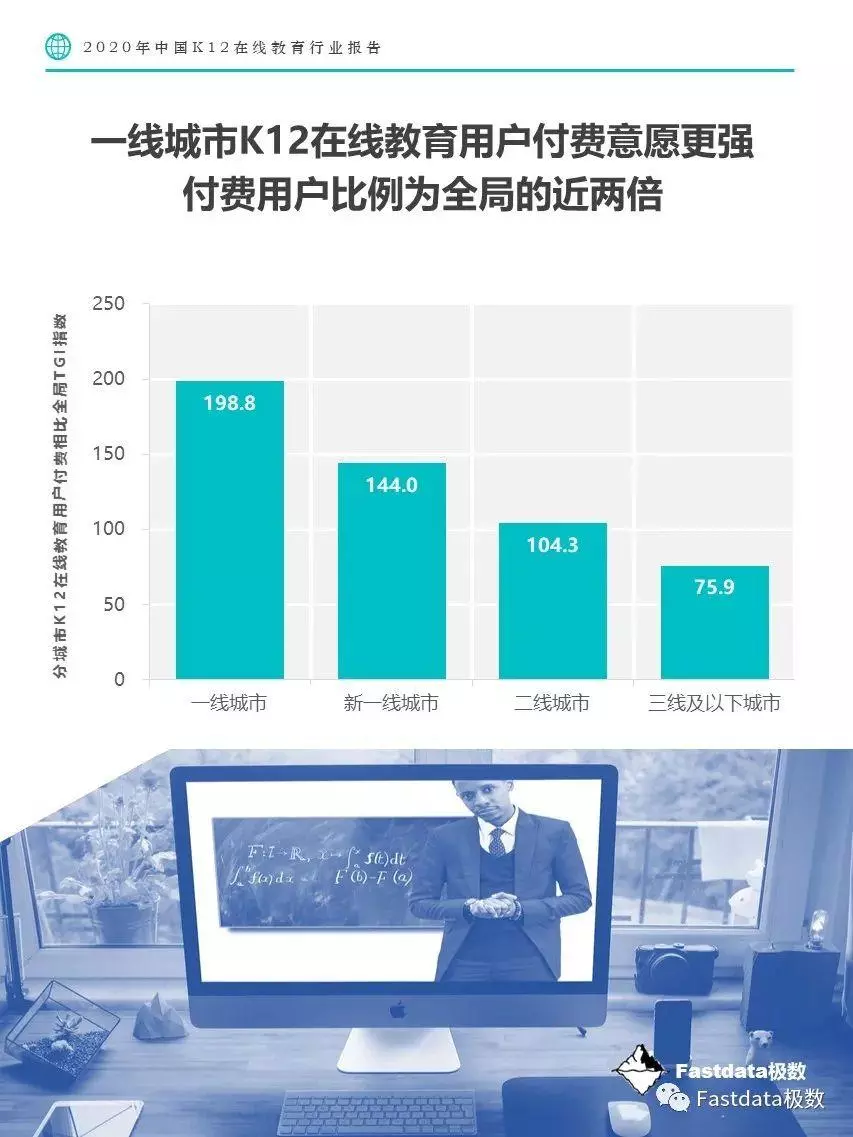 2020年中国K12在线教育行业报告
一线城市K12在线教育用户付费意愿更强
付费用户比例为全局的近两倍
分城市K12在线教育用户付费相比全局TGI指数
250
200
150
100
50
0
198.8
144.0
104.3
75.9
一线城市
新一线城市
二线城市
三线及以下城市
F:I→ℝ, x↦∫ₐˣ f(t)dt
∫ₐᵇ f(x)dx = F(b)-F(a)
Fastdata极数
Fastdata极数